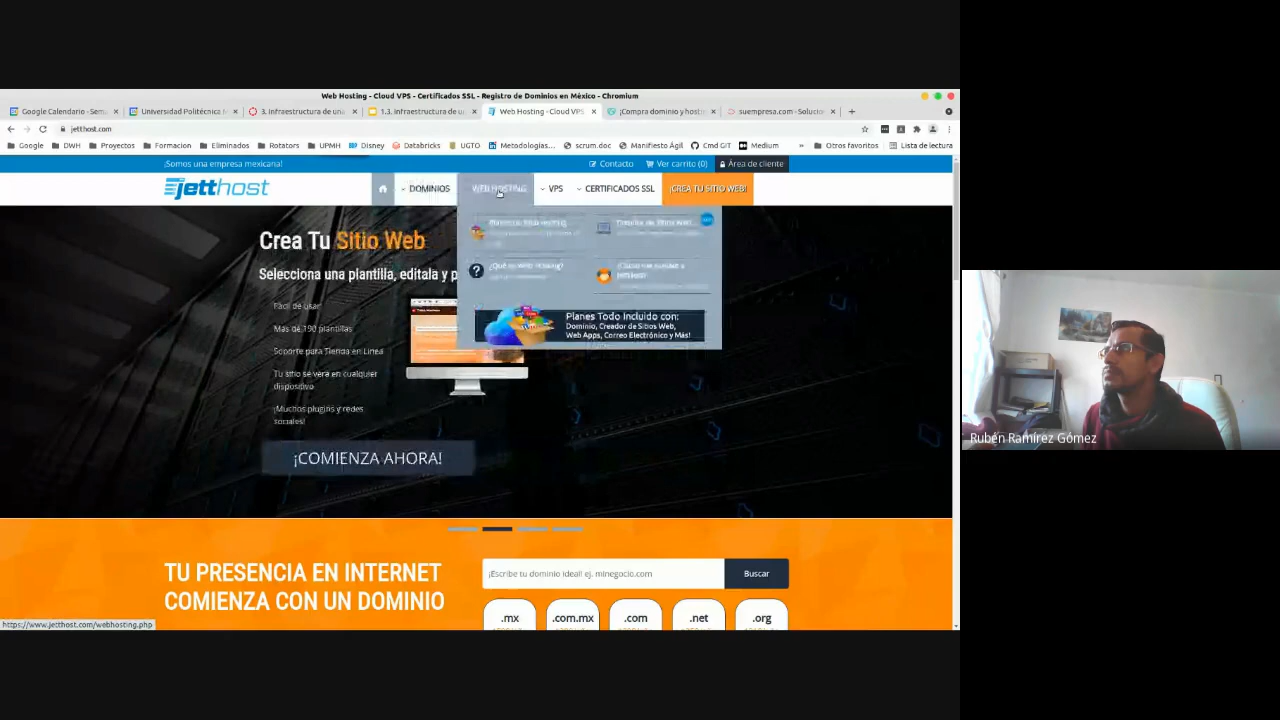 Web Hosting - Cloud VPS - Certificados SSL - Registro de Dominios en México - Chromium
Google Calendario - Sem
Universidad Politécnica M
3. Infraestructura de una
1.3. Infraestructura de u
Web Hosting - Cloud VPS
¡Compra dominio y host
suempresa.com - Soluci
jetthost.com
Google
DWH
Proyectos
Formacion
Eliminados
Rotators
UPMH
Disney
Databricks
UGTO
Metodologías...
scrum.doc
Manifiesto Ágil
Cmd GIT
Medium
»
Otros favoritos
Lista de lectura
¡Somos una empresa mexicana!
Contacto
Ver carrito (0)
Área de cliente
jetthost
DOMINIOS
WEB HOSTING
VPS
CERTIFICADOS SSL
¡CREA TU SITIO WEB!
Crea Tu Sitio Web
Selecciona una plantilla, edítala y p
Fácil de usar
Más de 190 plantillas
Soporte para Tienda en Línea
Tu sitio se verá en cualquier
dispositivo
¡Muchos plugins y redes
sociales!
¿Qué es Web Hosting?
Planes Todo Incluido con:
Dominio, Creador de Sitios Web,
Web Apps, Correo Electrónico y Más!
¡COMIENZA AHORA!
TU PRESENCIA EN INTERNET
COMIENZA CON UN DOMINIO
¡Escribe tu dominio ideal! ej. minegocio.com
Buscar
.mx
.com.mx
.com
.net
.org
https://www.jetthost.com/webhosting.php
Rubén Ramírez Gómez